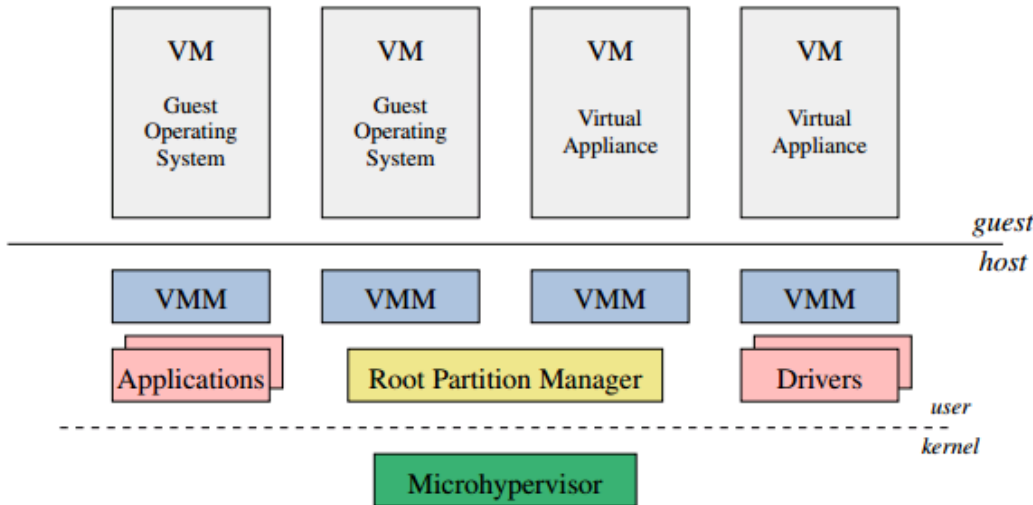 VM
Guest
Operating
System
VM
Guest
Operating
System
VM
Virtual
Appliance
VM
Virtual
Appliance
guest
host
VMM
VMM
VMM
VMM
Applications
Root Partition Manager
Drivers
user
kernel
Microhypervisor